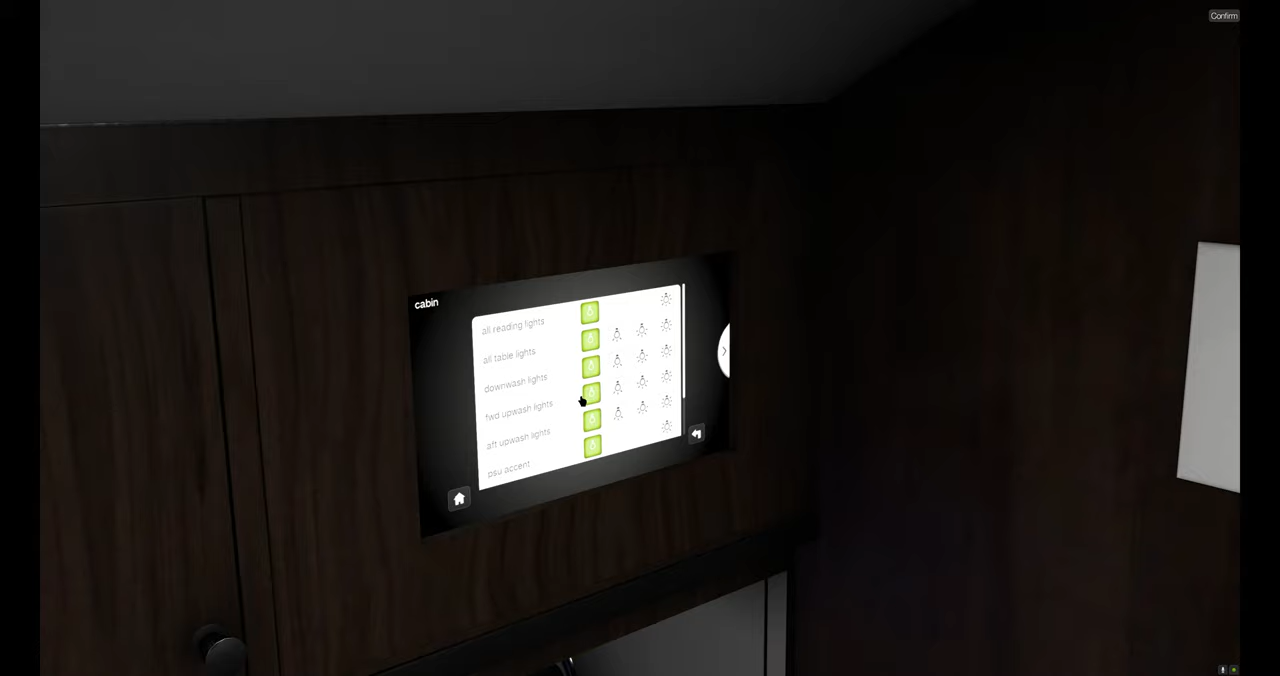 Confirm
cabin
all reading lights
all table lights
downwash lights
fwd upwash lights
aft upwash lights
psu accent